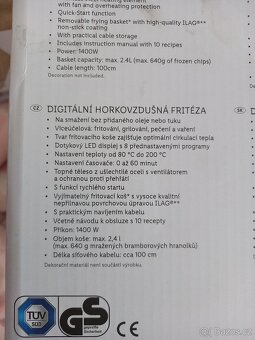 with fan and overheating protection
• Quick-Start function
• Removable frying basket* with high-quality ILAG®**
non-stick coating
• With practical cable storage
• Includes instruction manual with 10 recipes
• Power: 1400W
• Basket capacity: max. 2.4L (max. 640g of frozen chips)
• Cable length: 100cm
Decoration not included.
CZ
DIGITÁLNÍ HORKOVZDUŠNÁ FRITÉZA
• Na smažení bez přidaného oleje nebo tuku
• Víceúčelová: fritování, grilování, pečení a vaření
• Tvar fritovacího koše zajišťuje optimální cirkulaci tepla
• Dotykový LED displej s 8 přednastavenými programy
• Nastavení teploty od 80 °C do 200 °C
• Nastavení časovače: 0 až 60 minut
• Topné těleso z ušlechtilé oceli s ventilátorem
a ochranou proti přehřátí
• S funkcí rychlého startu
• Vyjímatelný fritovací koš* s vysoce kvalitní
nepřilnavou povrchovou úpravou ILAG®**
• S praktickým navíjením kabelu
• Včetně návodu k obsluze s 10 recepty
• Příkon: 1400 W
• Objem koše: max. 2,4 l
(max. 640 g mražených bramborových hranolků)
• Délka síťového kabelu: cca 100 cm
Dekorační materiál není součástí výrobku.
SK
TÜV
SÜD
GS
CE
bazos.cz